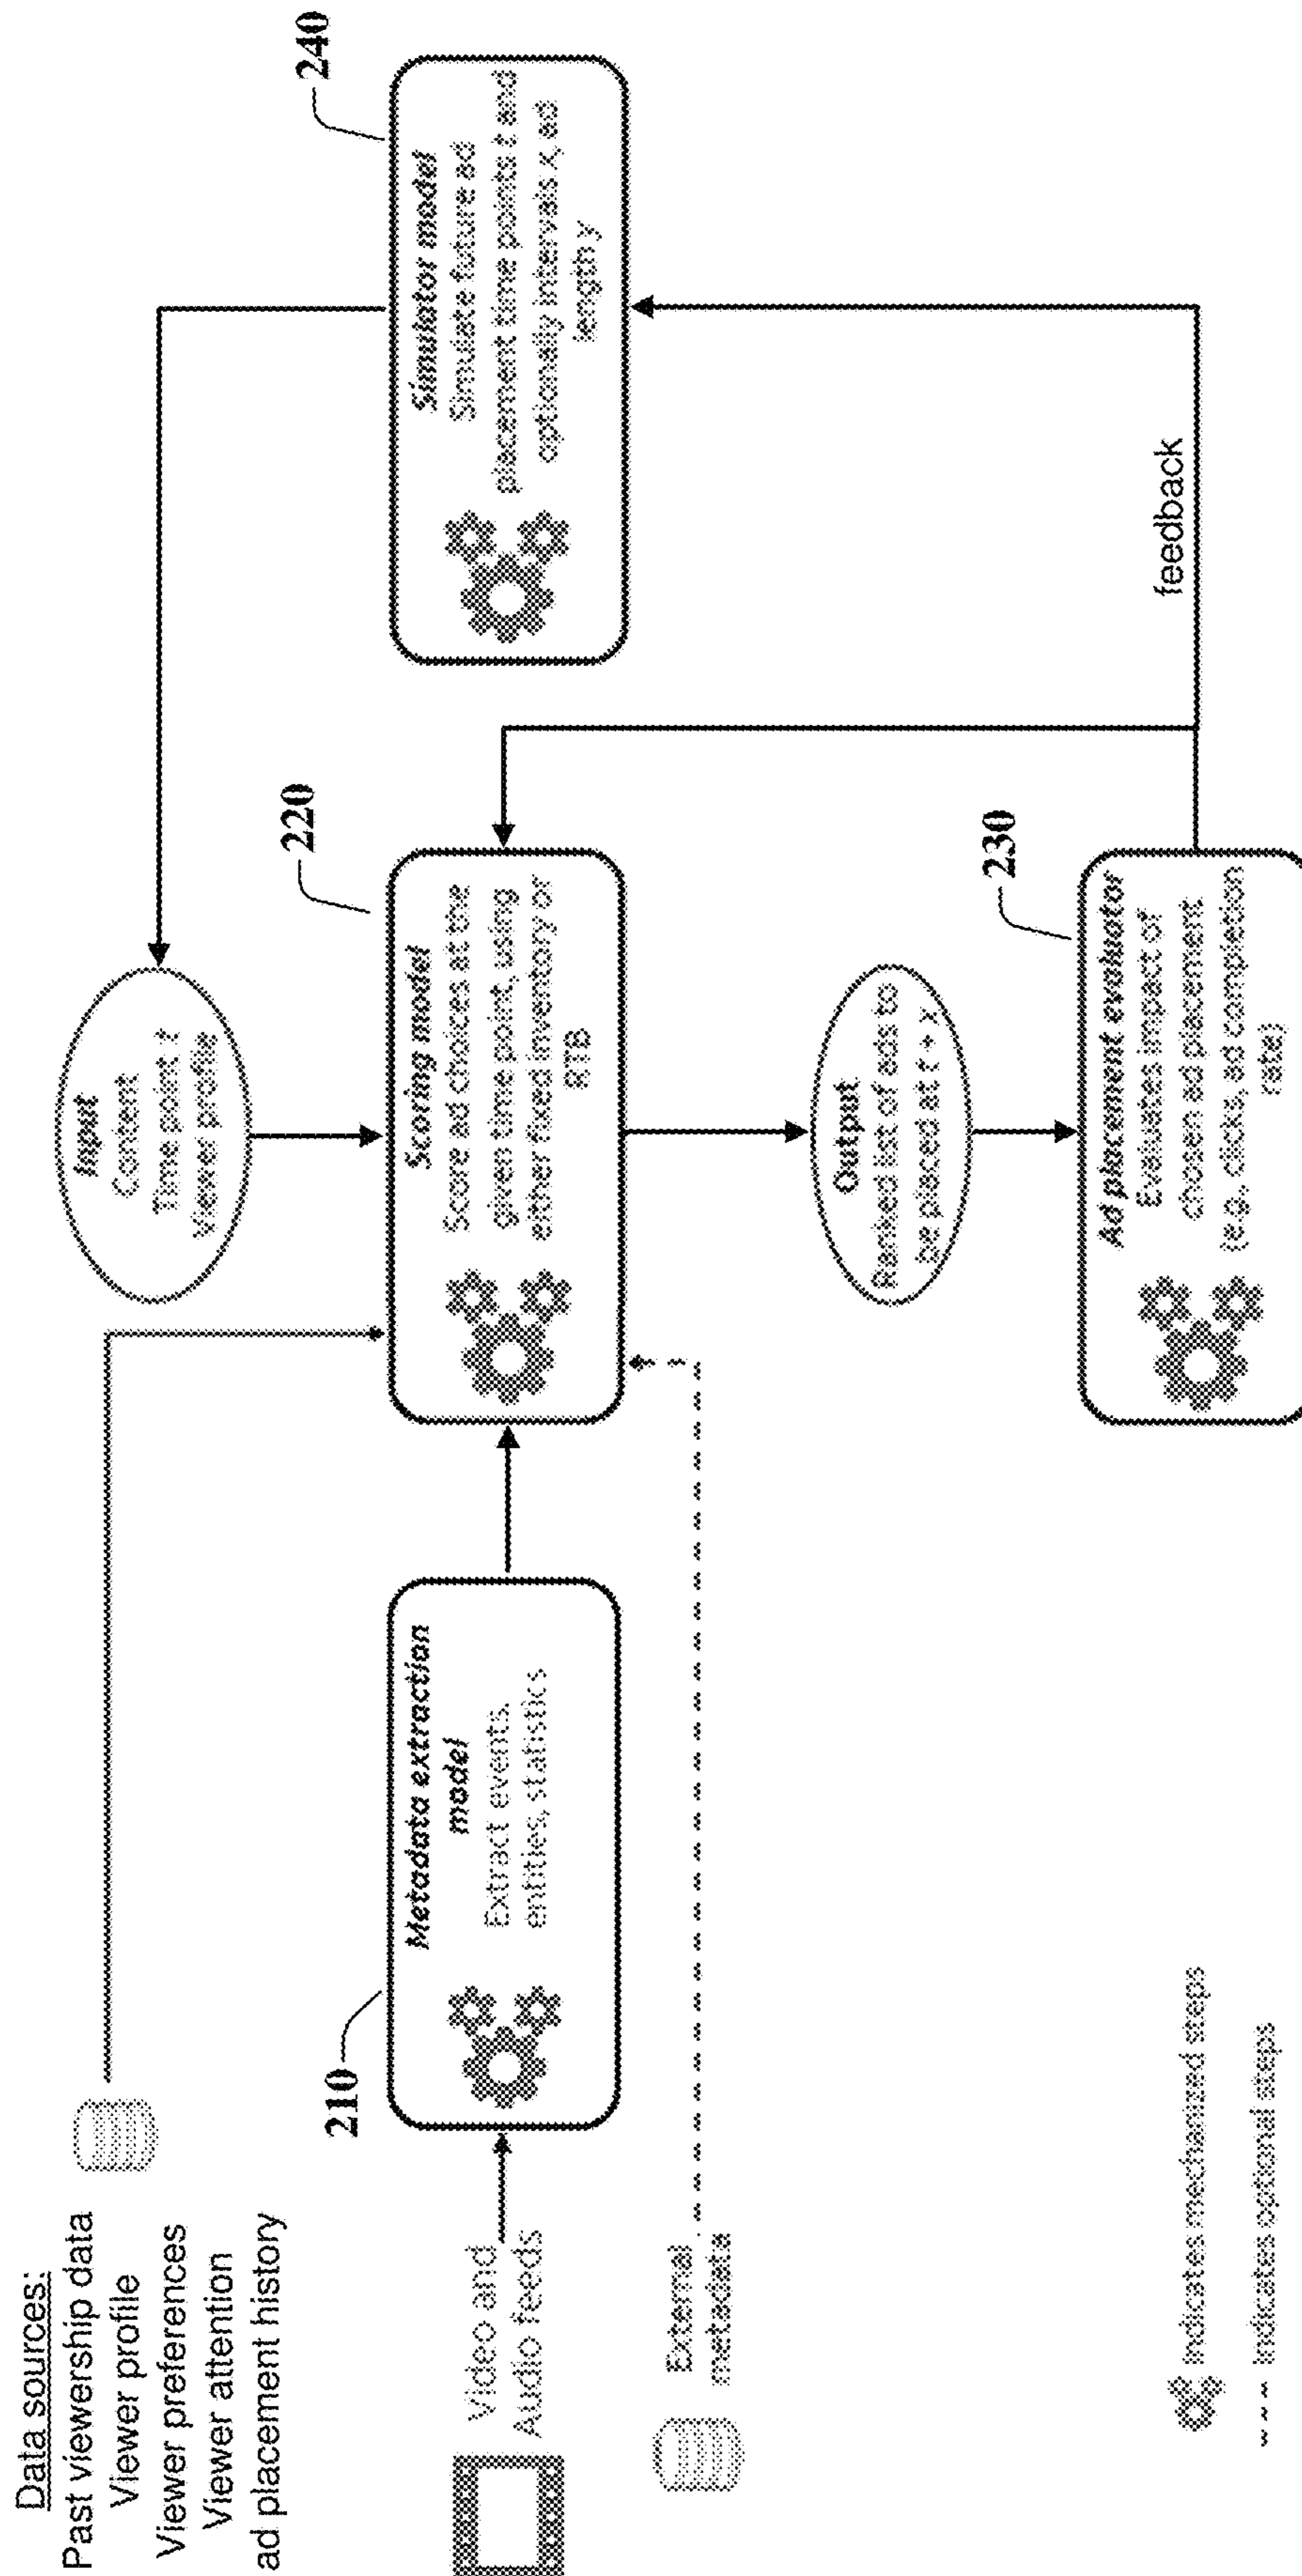 Data sources:
Past viewership data
Viewer profile
Viewer preferences
Viewer attention
ad placement history
Video and
Audio feeds
External
metadata
210
Metadata extraction
model
Extract events,
entities, statistics
Input
Content
Time point t
Viewer profile
220
Scoring model
Score ad choices at the
given time point, using
either fixed inventory or
RTB
Output
Ranked list of ads to
be placed at t + x
230
Ad placement evaluator
Evaluates impact of
chosen ad placement
(e.g., clicks, ad completion
rate)
240
Simulator model
Simulate future ad
placement time points t and
optionally intervals x, ad
length y
feedback
Indicates mechanized steps
Indicates optional steps